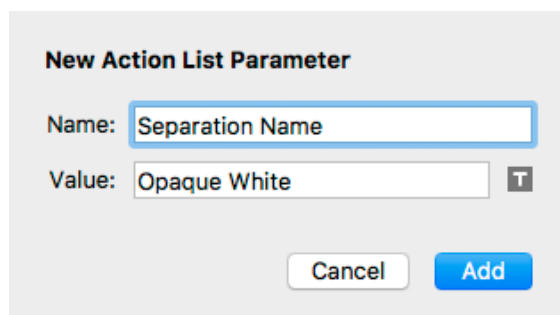 New Action List Parameter
Name: Separation Name
Value: Opaque White T
Cancel Add